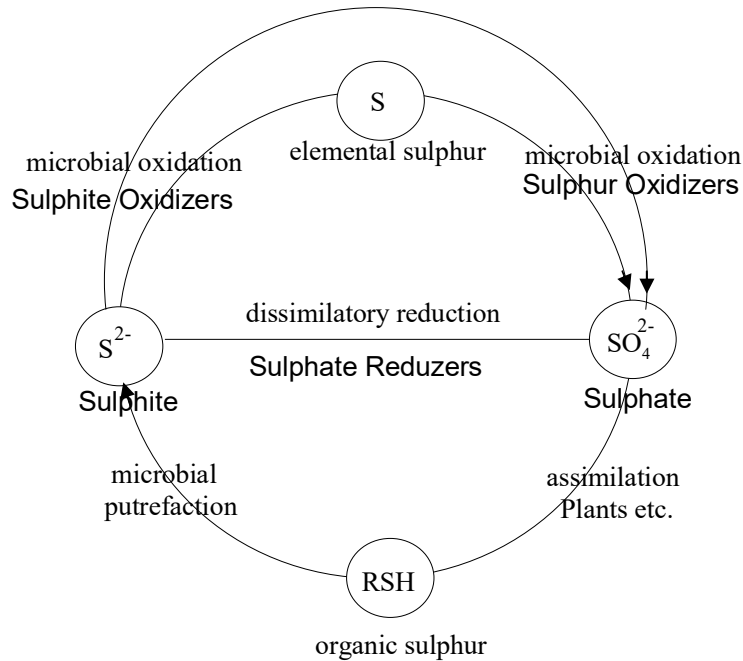 S
elemental sulphur
microbial oxidation
Sulphite Oxidizers
microbial oxidation
Sulphur Oxidizers
dissimilatory reduction
Sulphate Reduzers
S2-
Sulphite
SO42-
Sulphate
microbial
putrefaction
assimilation
Plants etc.
RSH
organic sulphur